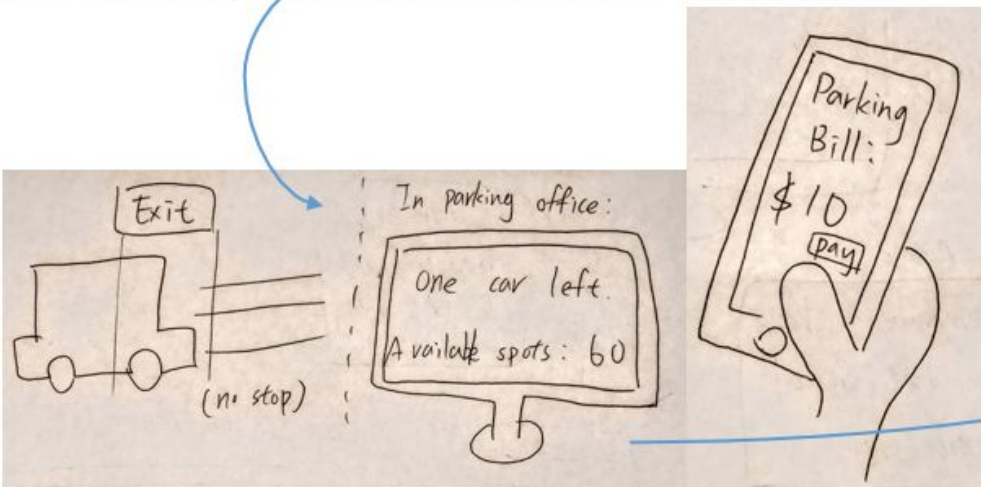 Exit
(no stop)
In parking office:
One car left.
Available spots: 60
Parking
Bill:
$10
pay